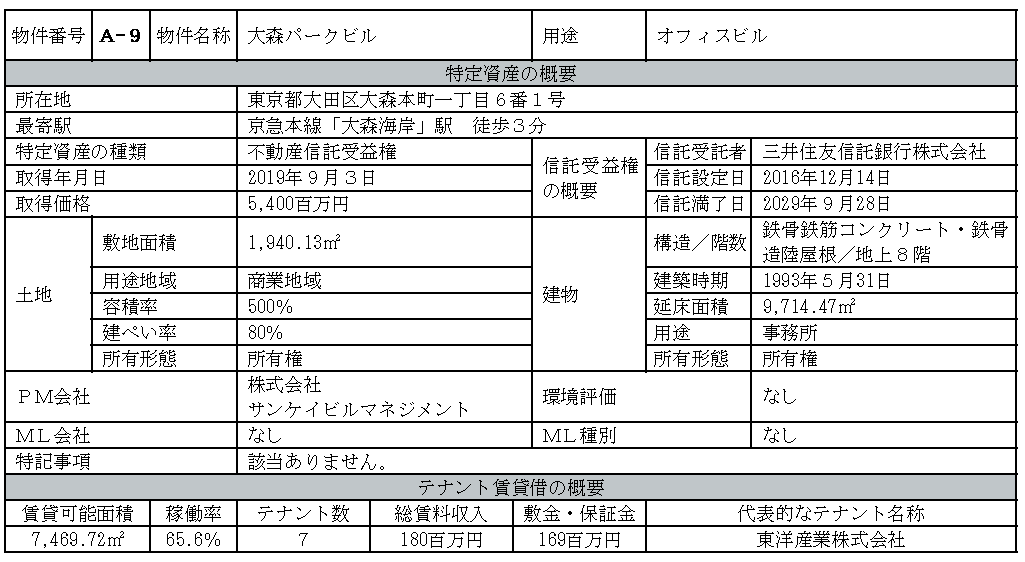 物件番号 A-9 物件名称 大森パークビル 用途 オフィスビル
特定資産の概要
所在地 東京都大田区大森本町一丁目６番１号
最寄駅 京急本線「大森海岸」駅　徒歩３分
特定資産の種類 不動産信託受益権 信託受益権の概要 信託受託者 三井住友信託銀行株式会社
取得年月日 2019年９月３日 信託設定日 2016年12月14日
取得価格 5,400百万円 信託満了日 2029年９月28日
土地 敷地面積 1,940.13㎡ 建物 構造／階数 鉄骨鉄筋コンクリート・鉄骨
造陸屋根／地上８階
用途地域 商業地域 建築時期 1993年５月31日
容積率 500% 延床面積 9,714.47㎡
建ぺい率 80% 用途 事務所
所有形態 所有権 所有形態 所有権
ＰＭ会社 株式会社
サンケイビルマネジメント 環境評価 なし
ＭＬ会社 なし ＭＬ種別 なし
特記事項 該当ありません。
テナント賃貸借の概要
賃貸可能面積 稼働率 テナント数 総賃料収入 敷金・保証金 代表的なテナント名称
7,469.72㎡ 65.6% ７ 180百万円 169百万円 東洋産業株式会社